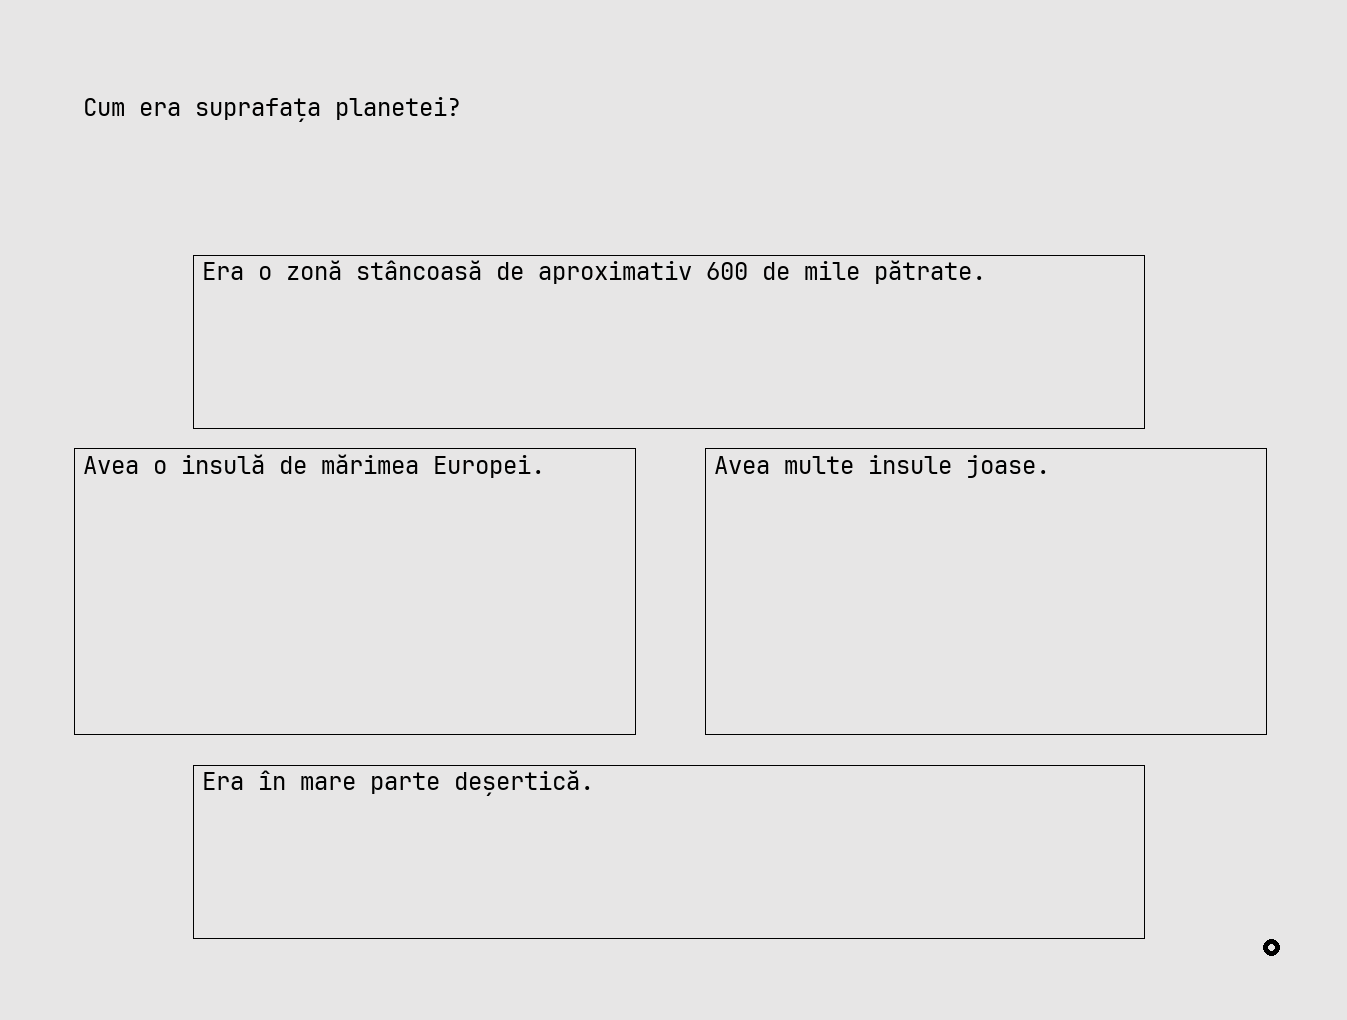 Cum era suprafața planetei?
Era o zonă stâncoasă de aproximativ 600 de mile pătrate.
Avea o insulă de mărimea Europei.
Avea multe insule joase.
Era în mare parte deșertică.